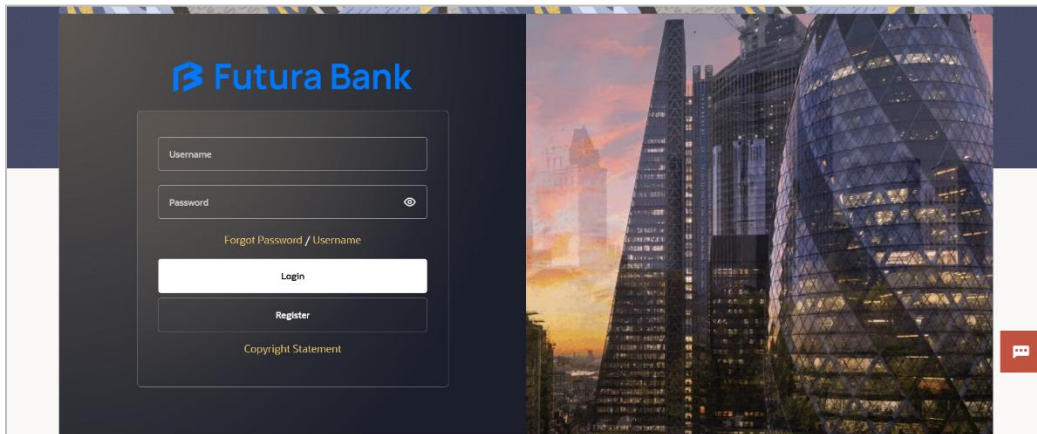 Futura Bank
Username
Password
Forgot Password / Username
Login
Register
Copyright Statement